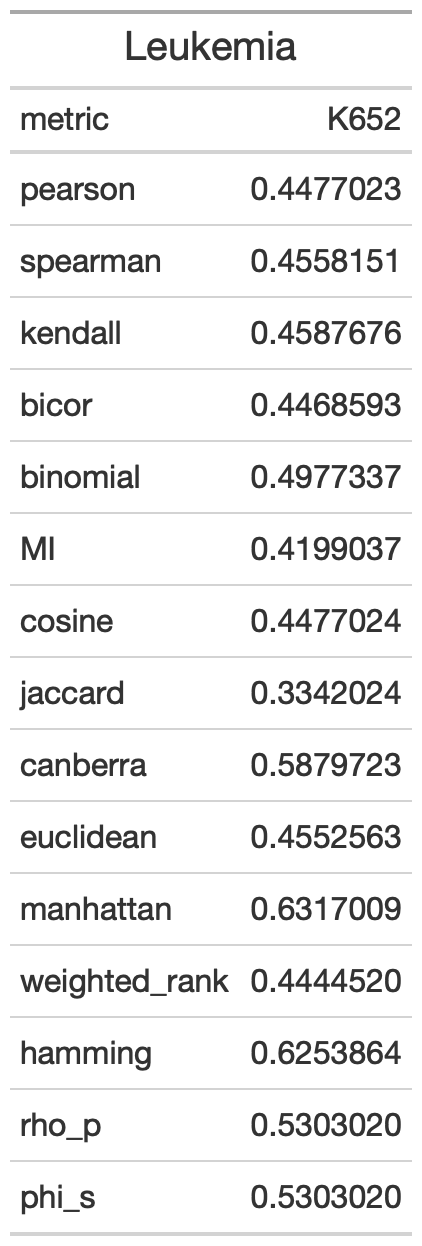 Leukemia
metric K652
pearson 0.4477023
spearman 0.4558151
kendall 0.4587676
bicor 0.4468593
binomial 0.4977337
MI 0.4199037
cosine 0.4477024
jaccard 0.3342024
canberra 0.5879723
euclidean 0.4552563
manhattan 0.6317009
weighted_rank 0.4444520
hamming 0.6253864
rho_p 0.5303020
phi_s 0.5303020